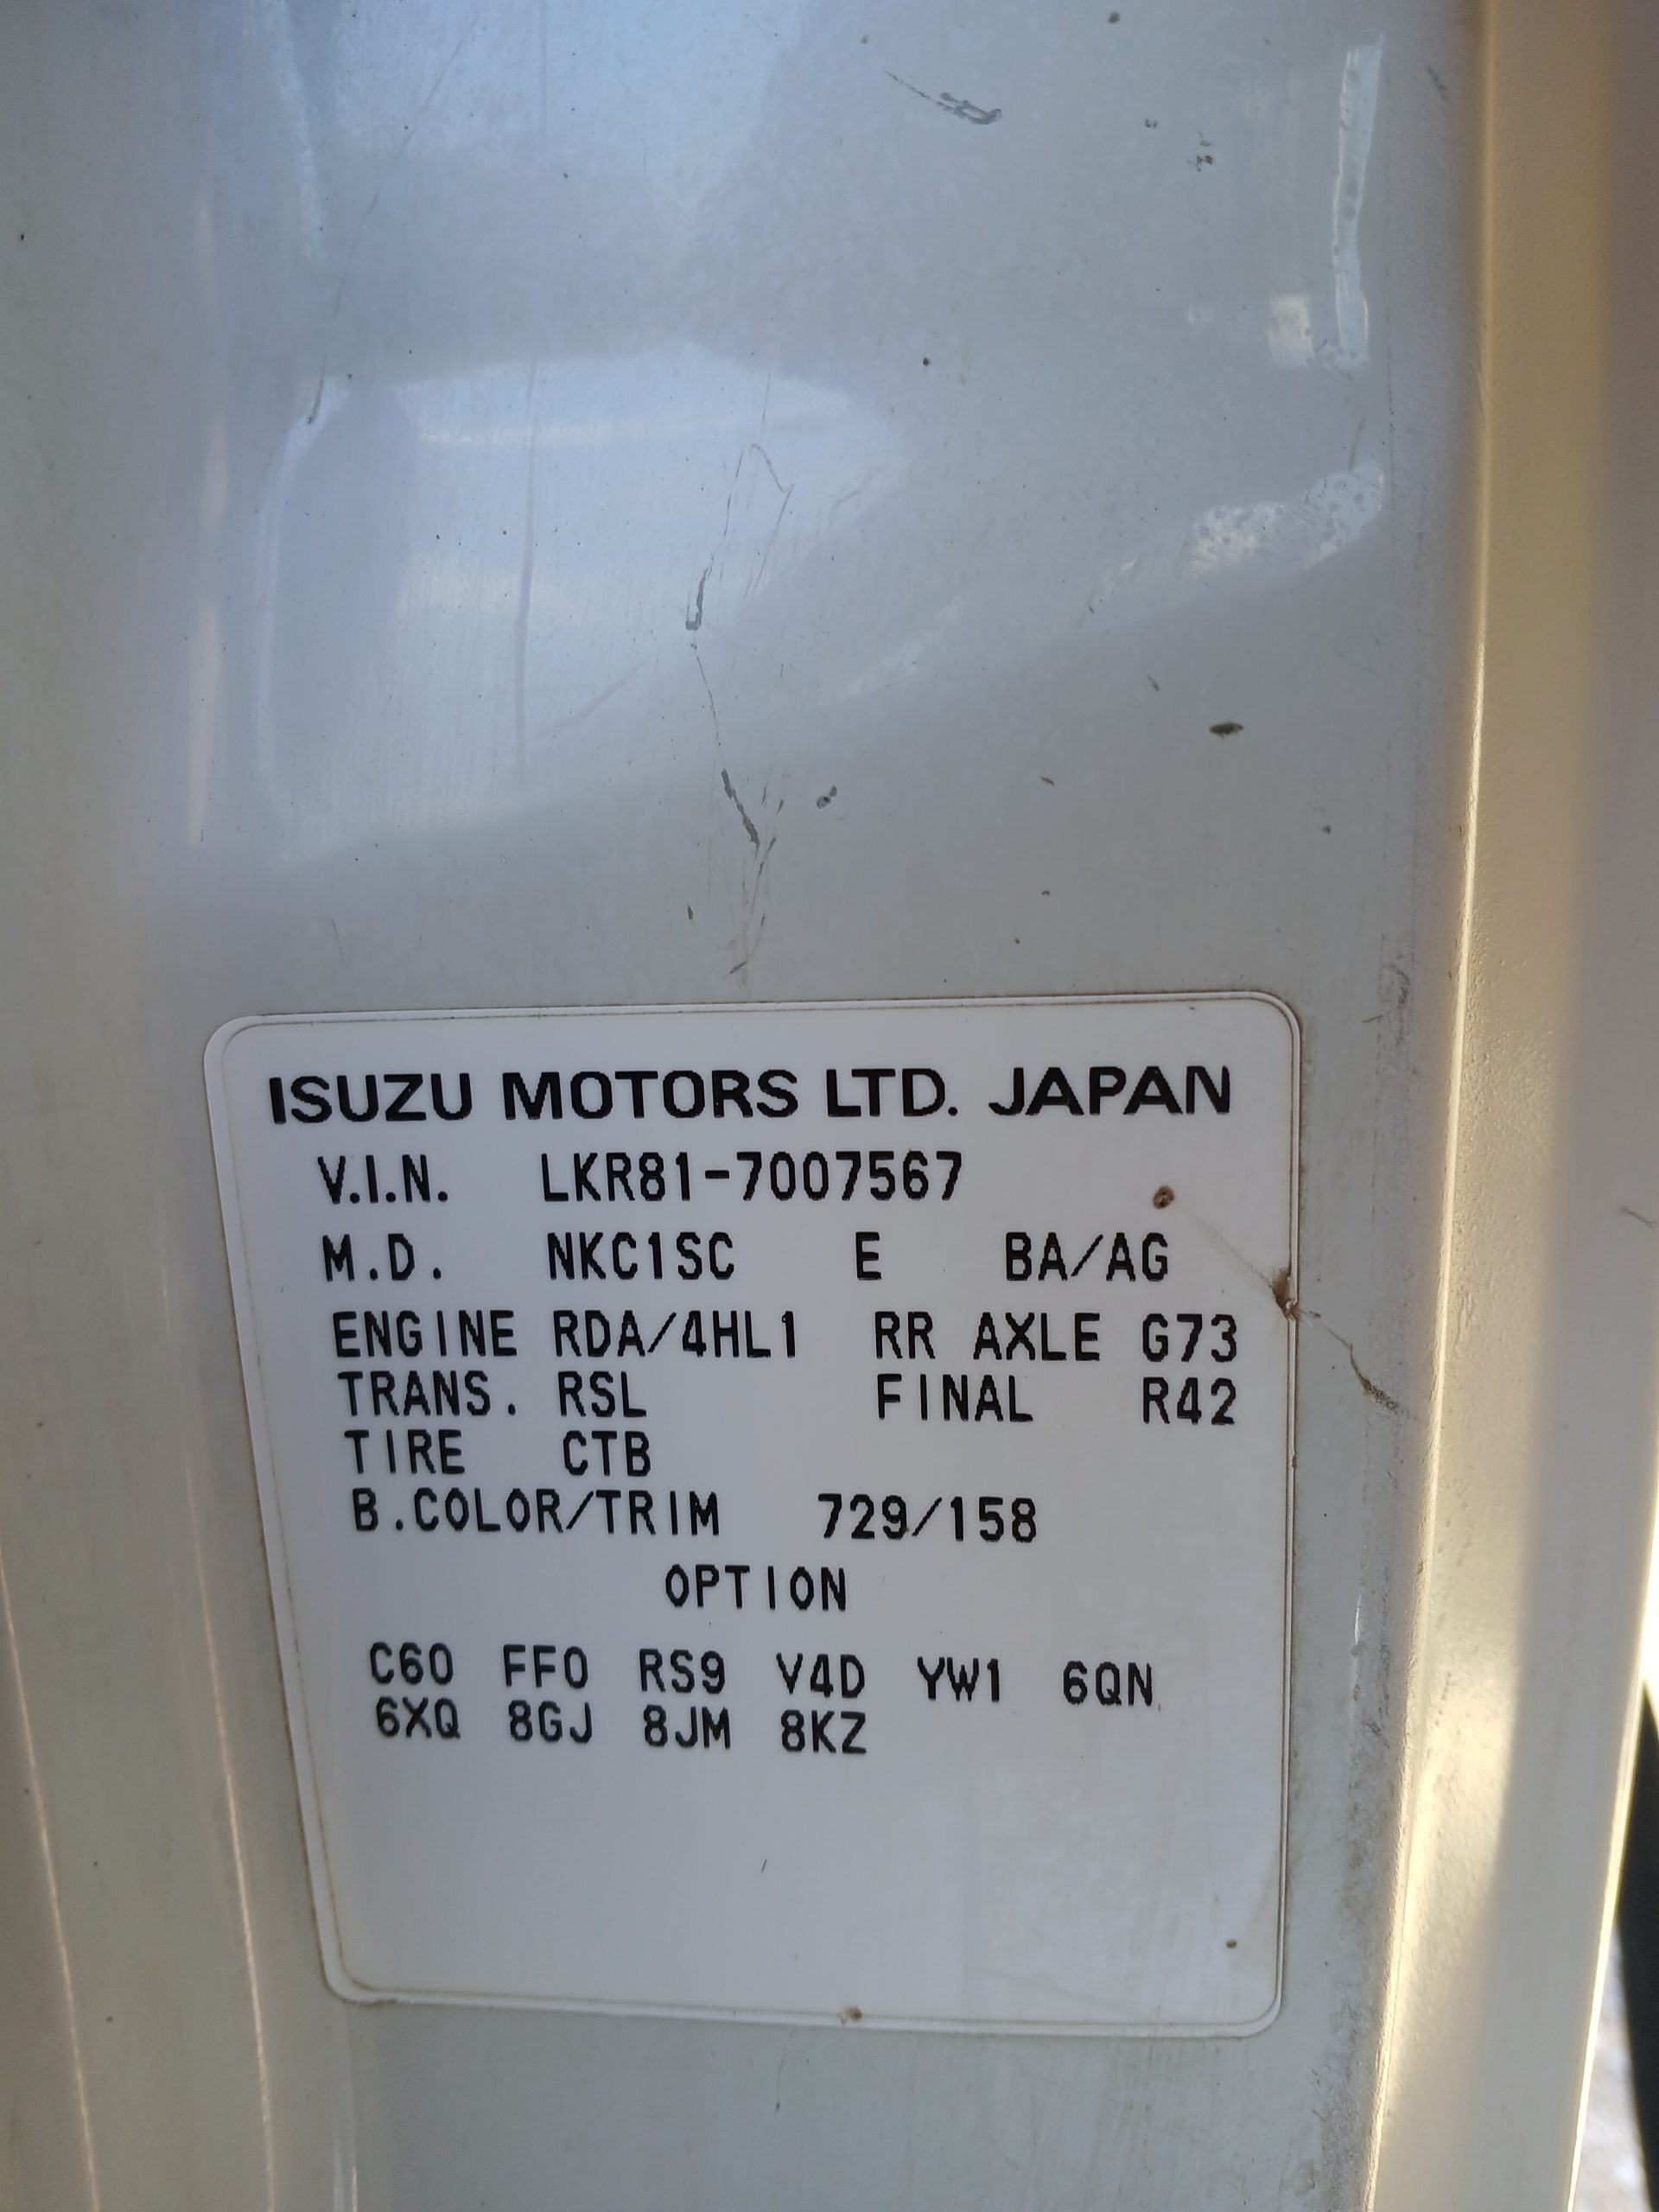 ISUZU MOTORS LTD. JAPAN
V.I.N. LKR81-7007567
M.D. NKC1SC E BA/AG
ENGINE RDA/4HL1 RR AXLE G73
TRANS. RSL FINAL R42
TIRE CTB
B.COLOR/TRIM 729/158
OPTION
C60 FF0 RS9 V4D YW1 6QN
6XQ 8GJ 8JM 8KZ